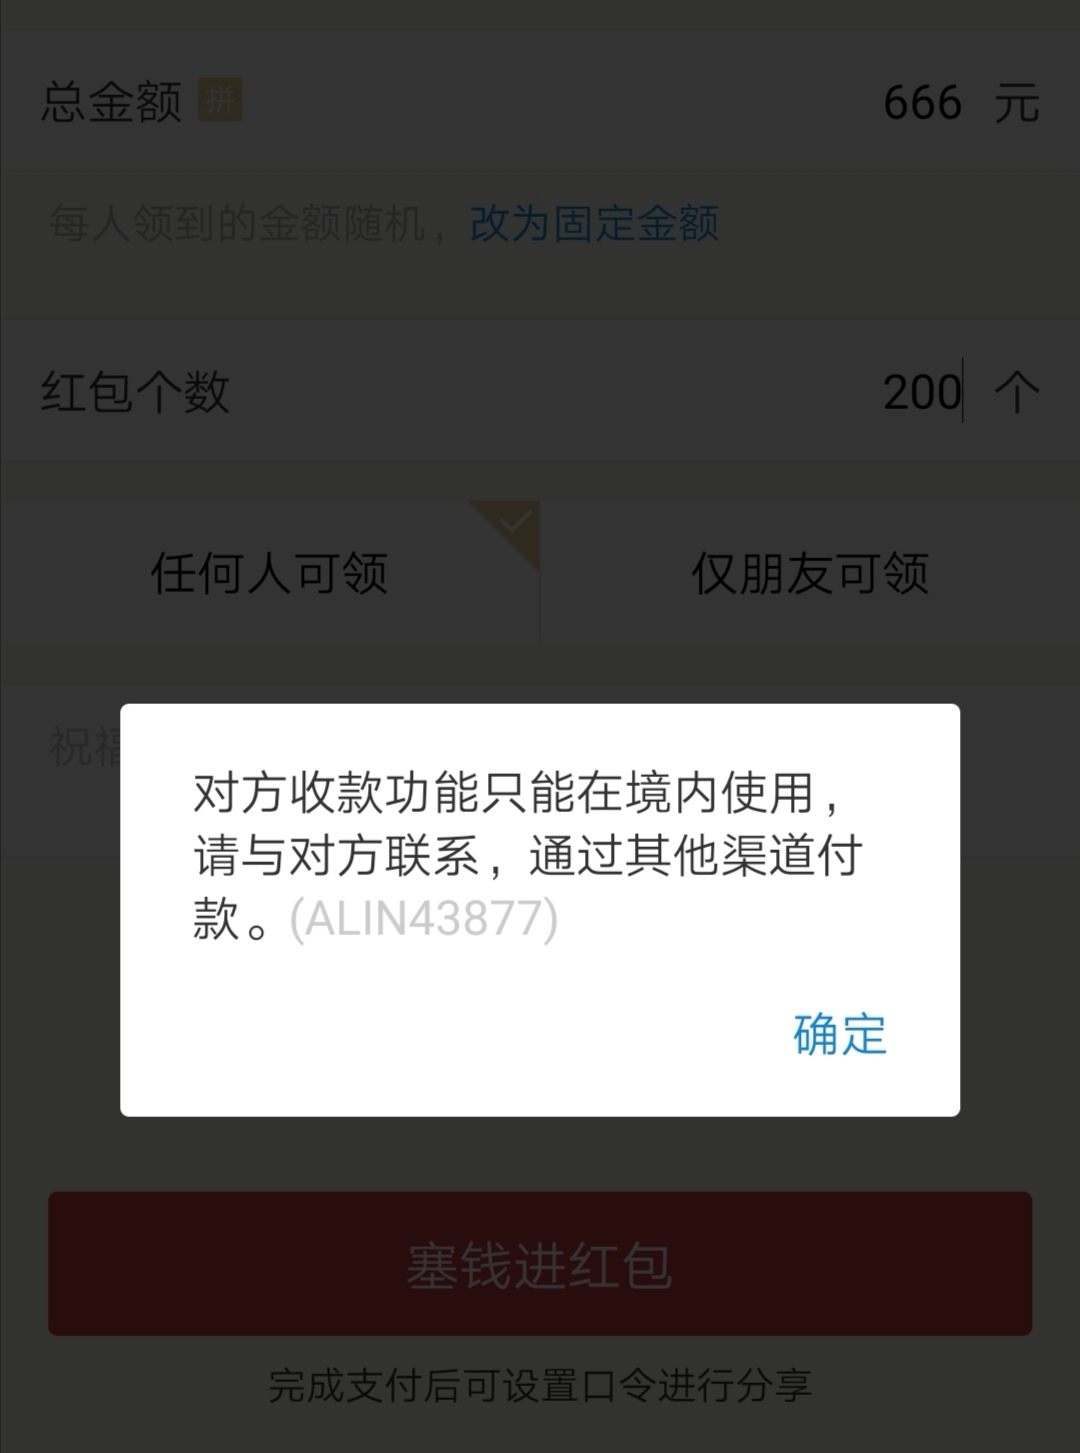 总金额 拼 666 元
每人领到的金额随机，改为固定金额
红包个数 200 个
任何人可领 仅朋友可领
祝福
对方收款功能只能在境内使用，
请与对方联系，通过其他渠道付
款。(ALIN43877)
确定
塞钱进红包
完成支付后可设置口令进行分享